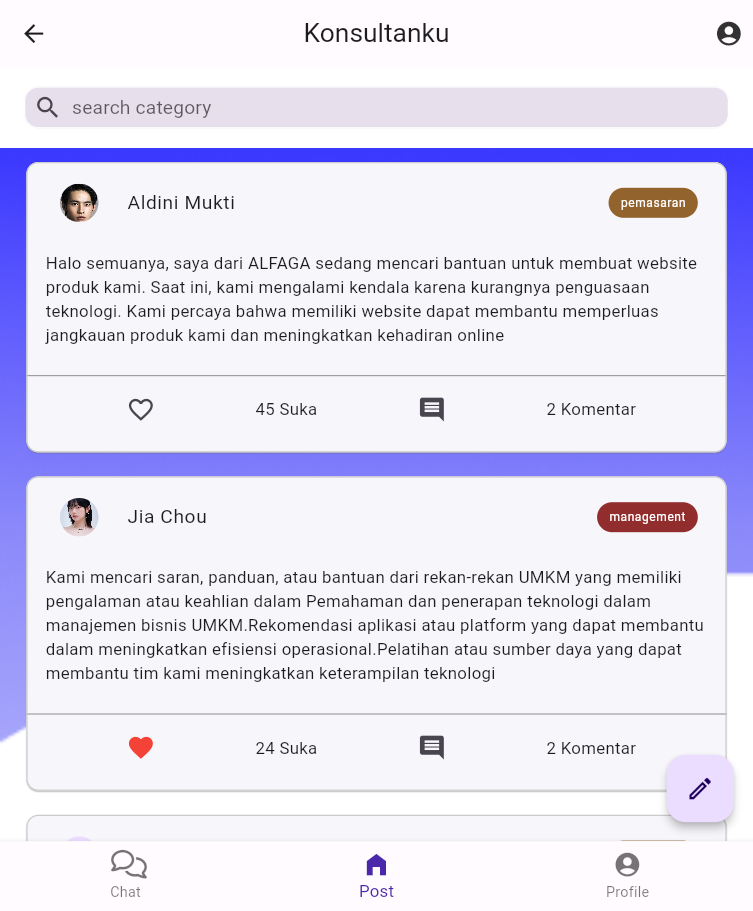 Konsultanku
search category
Aldini Mukti
pemasaran
Halo semuanya, saya dari ALFAGA sedang mencari bantuan untuk membuat website
produk kami. Saat ini, kami mengalami kendala karena kurangnya penguasaan
teknologi. Kami percaya bahwa memiliki website dapat membantu memperluas
jangkauan produk kami dan meningkatkan kehadiran online
45 Suka
2 Komentar
Jia Chou
management
Kami mencari saran, panduan, atau bantuan dari rekan-rekan UMKM yang memiliki
pengalaman atau keahlian dalam Pemahaman dan penerapan teknologi dalam
manajemen bisnis UMKM.Rekomendasi aplikasi atau platform yang dapat membantu
dalam meningkatkan efisiensi operasional.Pelatihan atau sumber daya yang dapat
membantu tim kami meningkatkan keterampilan teknologi
24 Suka
2 Komentar
Chat
Post
Profile